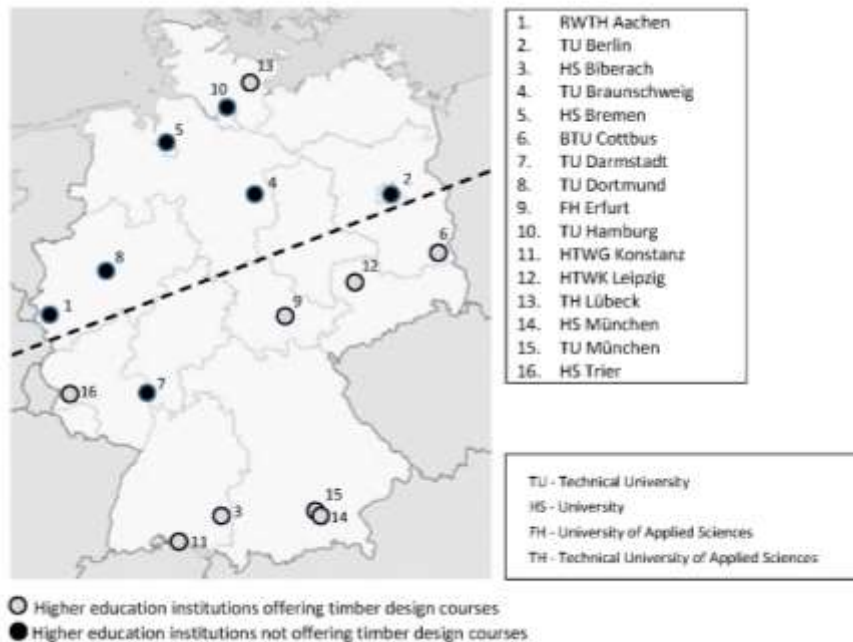 13
10
5
4
2
6
8
12
1
9
16
7
15
3
14
11
1. RWTH Aachen
2. TU Berlin
3. HS Biberach
4. TU Braunschweig
5. HS Bremen
6. BTU Cottbus
7. TU Darmstadt
8. TU Dortmund
9. FH Erfurt
10. TU Hamburg
11. HTWG Konstanz
12. HTWK Leipzig
13. TH Lübeck
14. HS München
15. TU München
16. HS Trier
TU - Technical University
HS - University
FH - University of Applied Sciences
TH - Technical University of Applied Sciences
Higher education institutions offering timber design courses
Higher education institutions not offering timber design courses